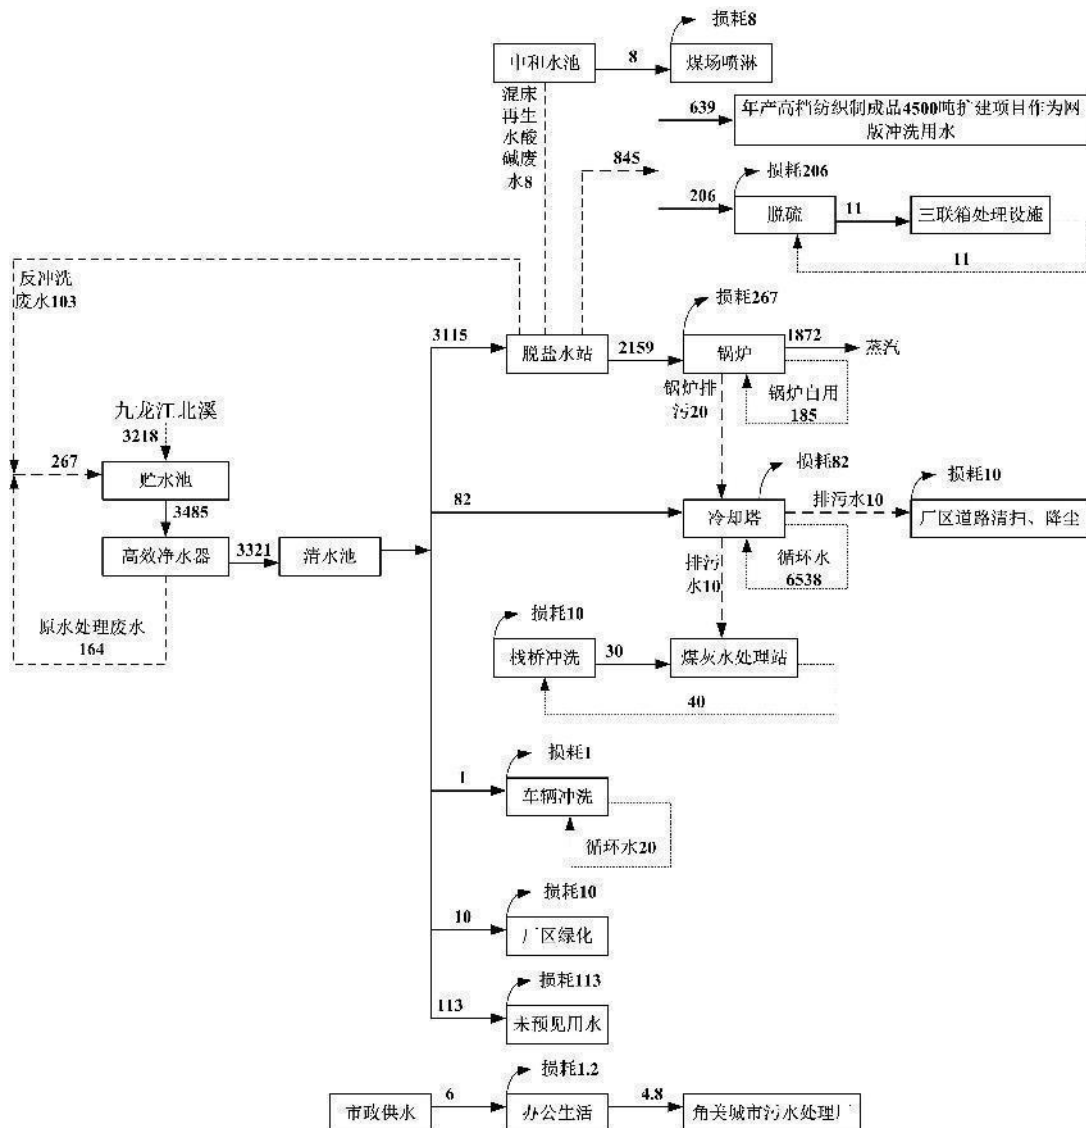 损耗8
中和水池
8
煤场喷淋
混床
再生
水酸
碱废
水8
639
年产高档纺织制成品4500吨扩建项目作为网
版冲洗用水
845
损耗206
206
脱硫
11
三联箱处理设施
11
反冲洗
废水103
损耗267
3115
脱盐水站
2159
锅炉
1872
蒸汽
锅炉排
污20
锅炉自用
185
九龙江北溪
3218
267
贮水池
3485
高效净水器
3321
清水池
原水处理废水
164
损耗82
82
冷却塔
排污水10
损耗10
厂区道路清扫、降尘
循环水
6538
排污
水10
损耗10
栈桥冲洗
30
煤灰水处理站
40
损耗1
1
车辆冲洗
循环水20
损耗10
10
厂区绿化
损耗113
113
未预见用水
损耗1.2
市政供水
6
办公生活
4.8
角美城市污水处理厂